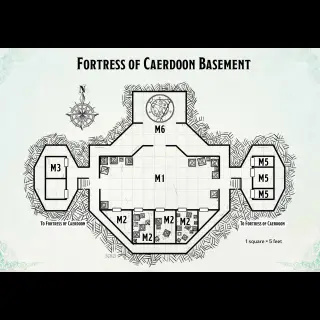 FORTRESS OF CAERDOON BASEMENT
N
M6
M3
M5
M1
M5
M5
M2
M2
M2
M2
TO FORTRESS OF CAERDOON
TO FORTRESS OF CAERDOON
1 square = 5 feet